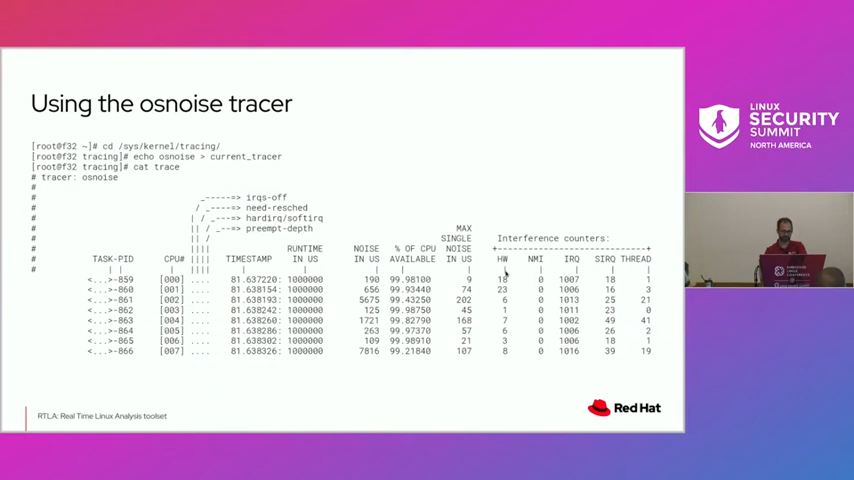 Using the osnoise tracer
[root@f32 ~]# cd /sys/kernel/tracing/
[root@f32 tracing]# echo osnoise > current_tracer
[root@f32 tracing]# cat trace
# tracer: osnoise
#
# _-----=> irqs-off
# / _----=> need-resched
# | / _---=> hardirq/softirq
# || / _--=> preempt-depth MAX
# || / SINGLE Interference counters:
# |||| RUNTIME NOISE % OF CPU NOISE +-----------------------------+
# TASK-PID CPU# |||| TIMESTAMP IN US IN US AVAILABLE IN US HW NMI IRQ SIRQ THREAD
# | | | |||| | | | | | | | | | |
<...>-859 [000] .... 81.637220: 1000000 190 99.98100 9 18 0 1007 18 1
<...>-860 [001] .... 81.638154: 1000000 656 99.93440 74 23 0 1006 16 3
<...>-861 [002] .... 81.638193: 1000000 5675 99.43250 202 6 0 1013 25 21
<...>-862 [003] .... 81.638242: 1000000 125 99.98750 45 1 0 1011 23 0
<...>-863 [004] .... 81.638260: 1000000 1721 99.82790 168 7 0 1002 49 41
<...>-864 [005] .... 81.638286: 1000000 263 99.97370 57 6 0 1006 26 2
<...>-865 [006] .... 81.638302: 1000000 109 99.98910 21 3 0 1006 18 1
<...>-866 [007] .... 81.638326: 1000000 7816 99.21840 107 8 0 1016 39 19
RTLA: Real Time Linux Analysis toolset
Red Hat
LINUX
SECURITY
SUMMIT
NORTH AMERICA